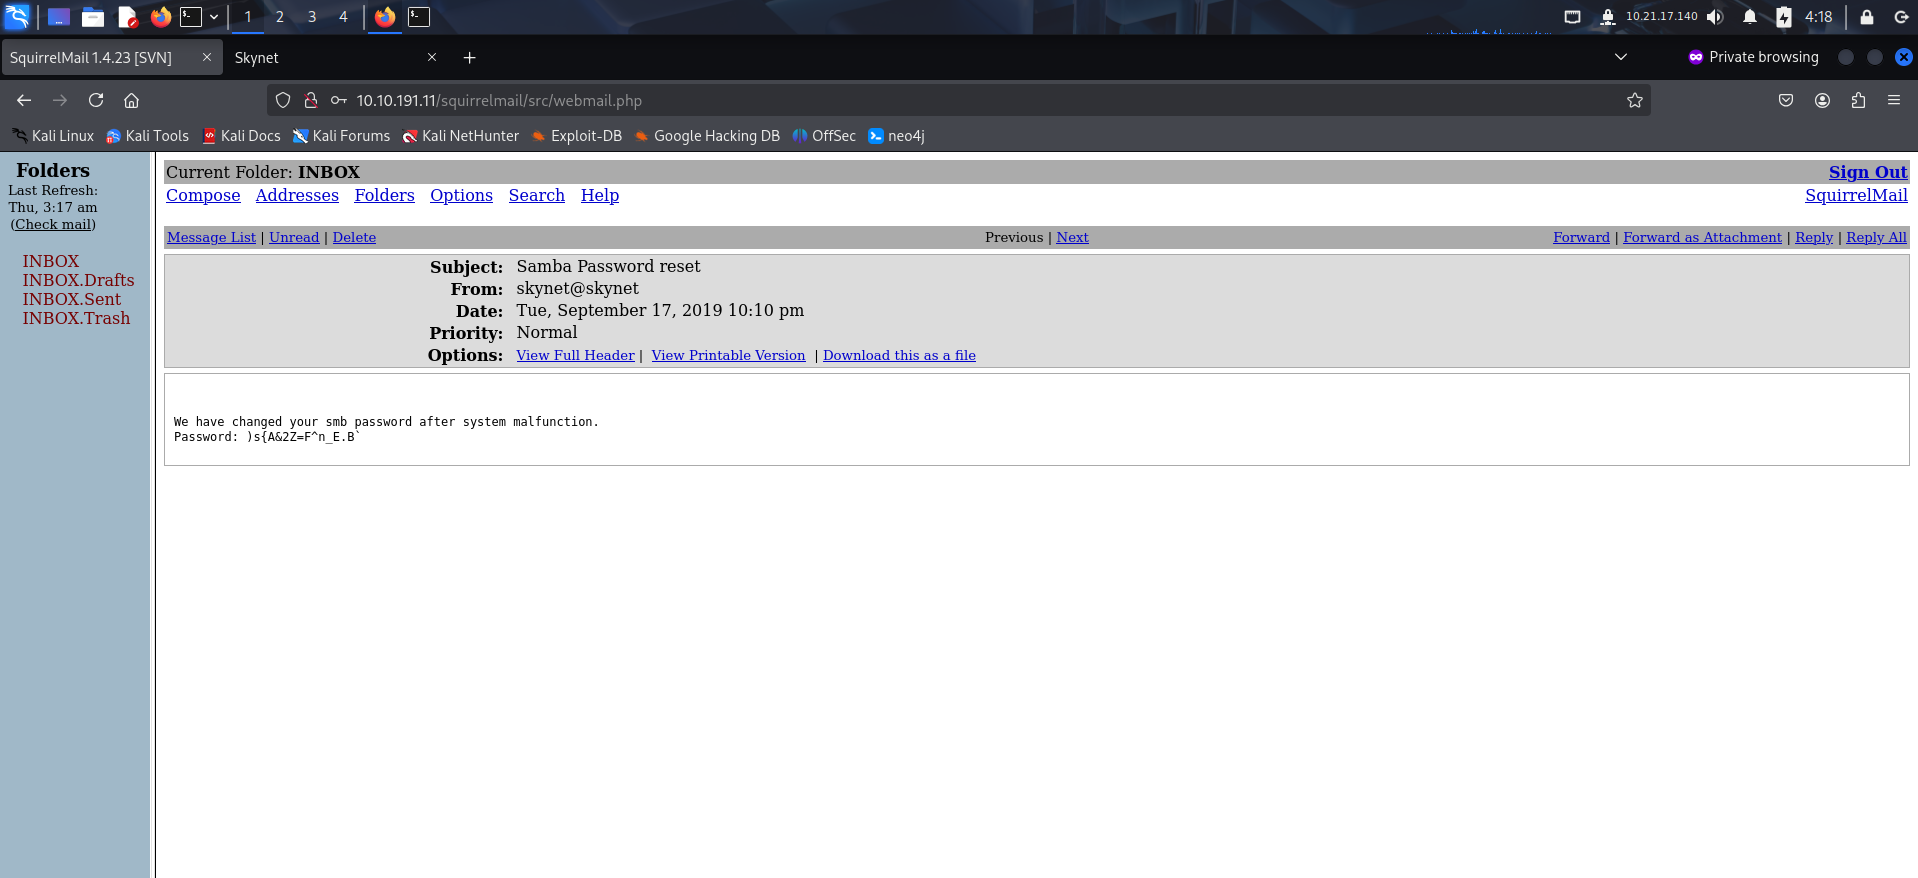 1 2 3 4 10.21.17.140 4:18
SquirrelMail 1.4.23 [SVN] Skynet Private browsing
10.10.191.11/squirrelmail/src/webmail.php
Kali Linux Kali Tools Kali Docs Kali Forums Kali NetHunter Exploit-DB Google Hacking DB OffSec neo4j
Folders
Last Refresh:
Thu, 3:17 am
(Check mail)
INBOX
INBOX.Drafts
INBOX.Sent
INBOX.Trash
Current Folder: INBOX Sign Out
Compose Addresses Folders Options Search Help SquirrelMail
Message List | Unread | Delete Previous | Next Forward | Forward as Attachment | Reply | Reply All
Subject: Samba Password reset
From: skynet@skynet
Date: Tue, September 17, 2019 10:10 pm
Priority: Normal
Options: View Full Header | View Printable Version | Download this as a file
We have changed your smb password after system malfunction.
Password: )s{A&2Z=F^n_E.B`